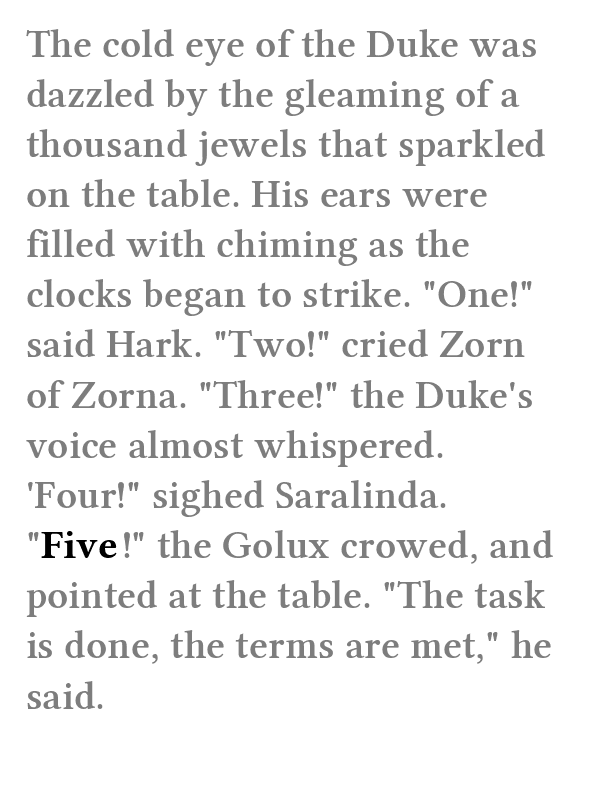 The cold eye of the Duke was
dazzled by the gleaming of a
thousand jewels that sparkled
on the table. His ears were
filled with chiming as the
clocks began to strike. "One!"
said Hark. "Two!" cried Zorn
of Zorna. "Three!" the Duke's
voice almost whispered.
'Four!" sighed Saralinda.
"Five!" the Golux crowed, and
pointed at the table. "The task
is done, the terms are met," he
said.